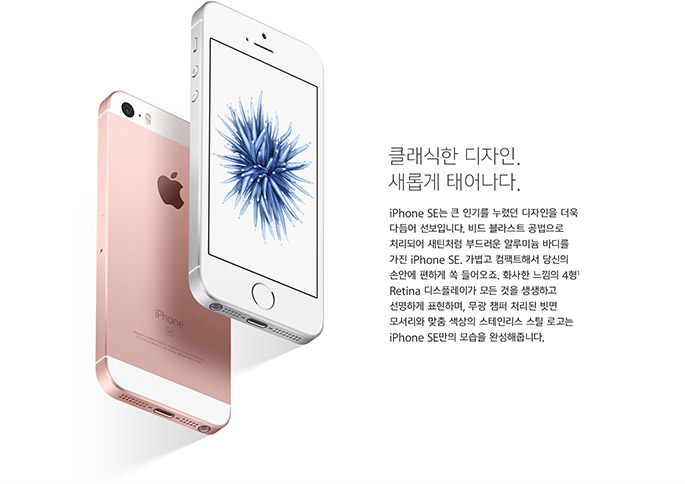 클래식한 디자인.
새롭게 태어나다.
iPhone SE는 큰 인기를 누렸던 디자인을 더욱
다듬어 선보입니다. 비드 블라스트 공법으로
처리되어 새틴처럼 부드러운 알루미늄 바디를
가진 iPhone SE. 가볍고 컴팩트해서 당신의
손안에 편하게 쏙 들어오죠. 화사한 느낌의 4형¹
Retina 디스플레이가 모든 것을 생생하고
선명하게 표현하며, 무광 챔퍼 처리된 빗면
모서리와 맞춤 색상의 스테인리스 스틸 로고는
iPhone SE만의 모습을 완성해줍니다.
iPhone
SE